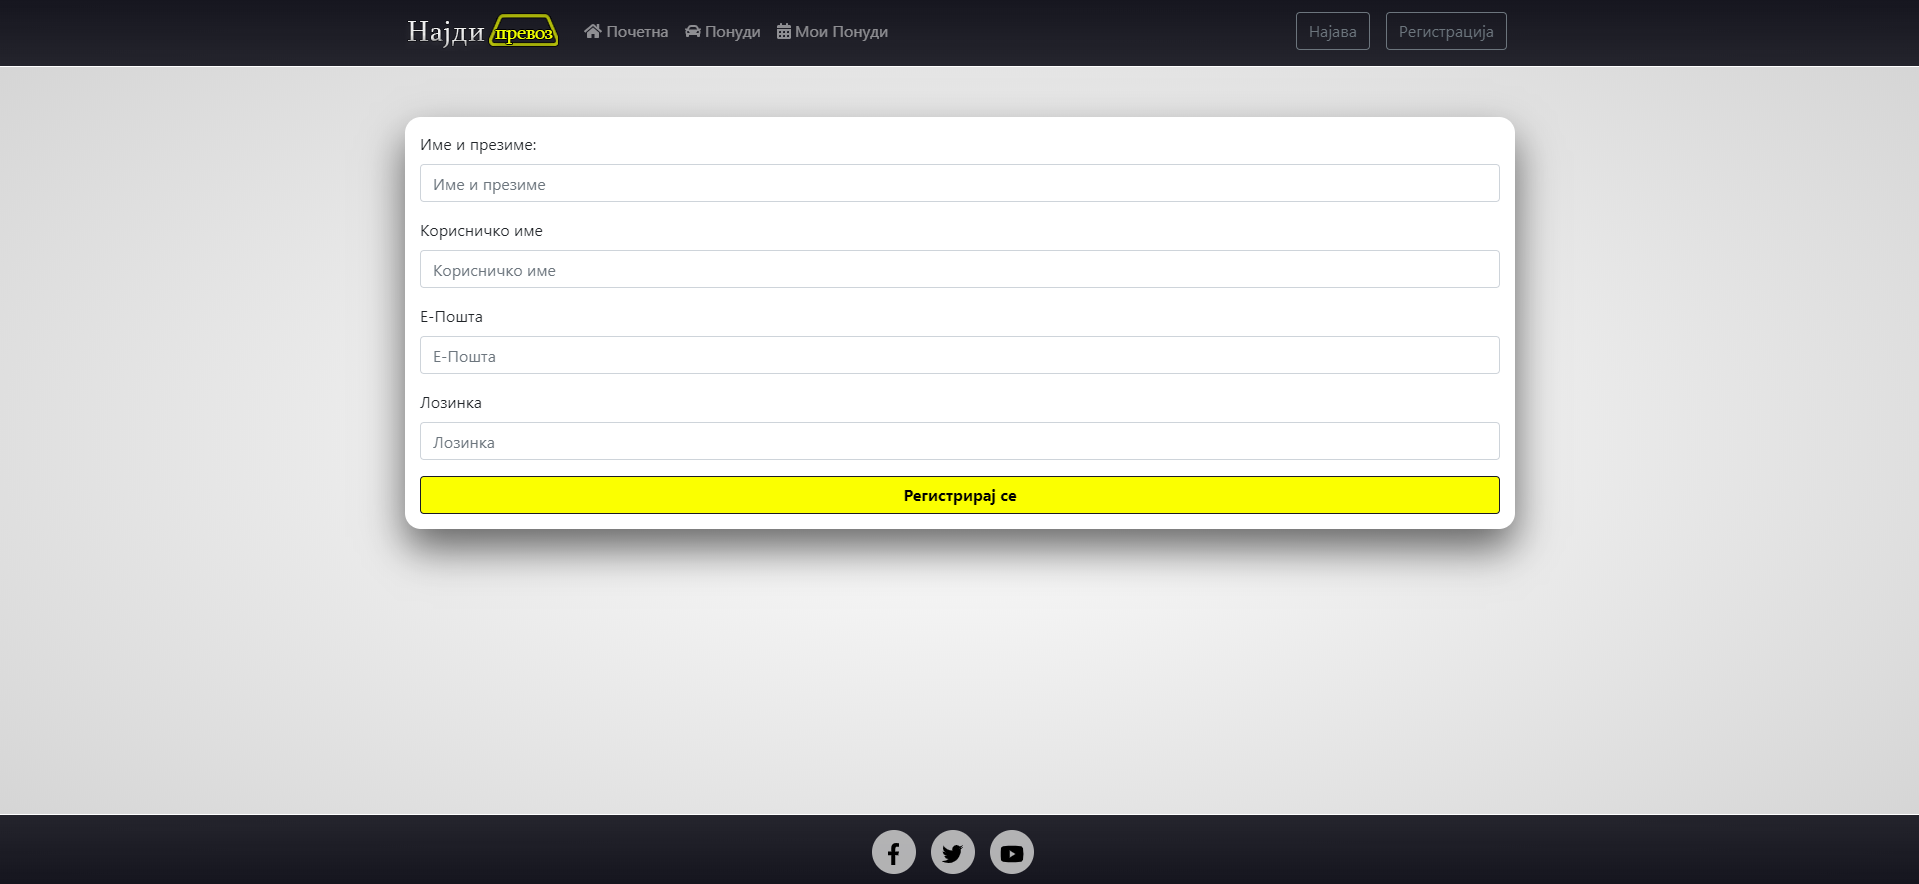 Најди превоз Почетна Понуди Мои Понуди Најава Регистрација
Име и презиме:
Име и презиме
Корисничко име
Корисничко име
Е-Пошта
Е-Пошта
Лозинка
Лозинка
Регистрирај се